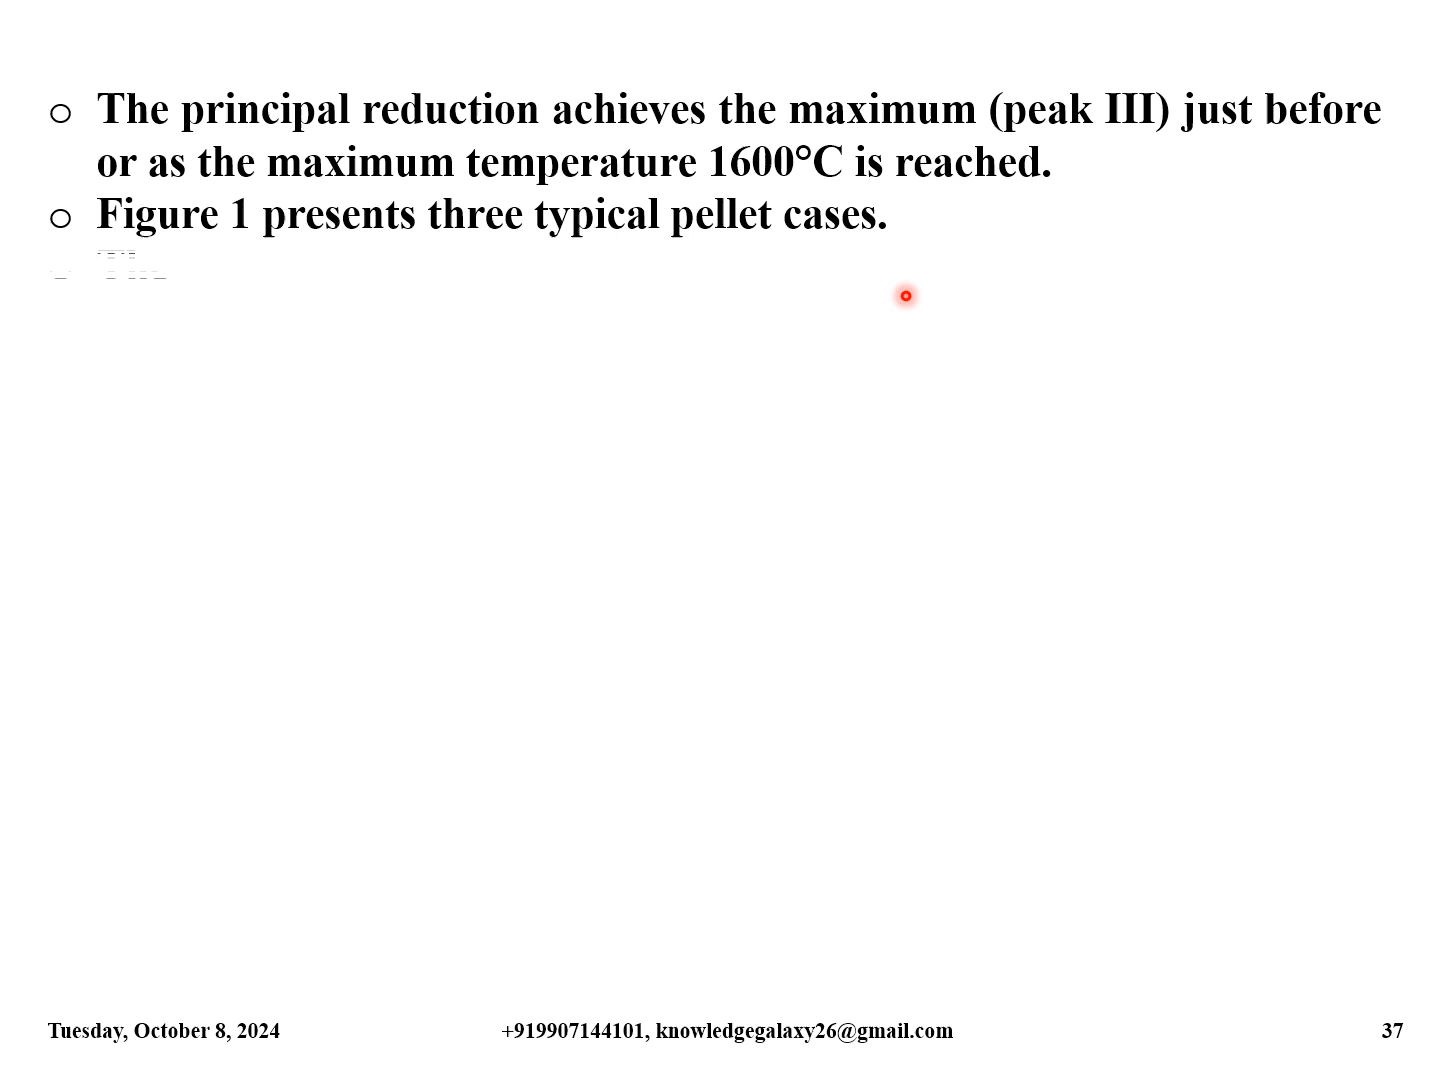 o The principal reduction achieves the maximum (peak III) just before
or as the maximum temperature 1600°C is reached.
o Figure 1 presents three typical pellet cases.
Tuesday, October 8, 2024
+919907144101, knowledgegalaxy26@gmail.com
37